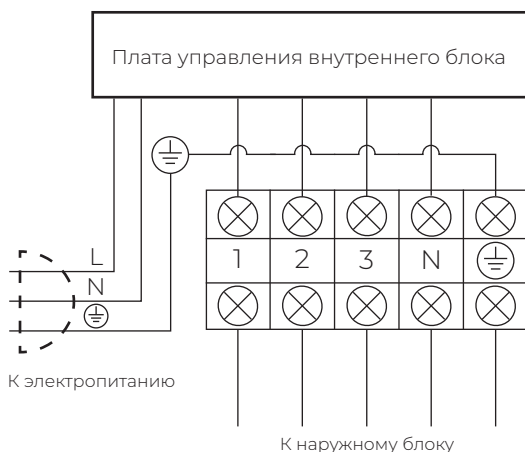 Плата управления внутреннего блока
L
1 2 3 N
N
К электропитанию
К наружному блоку